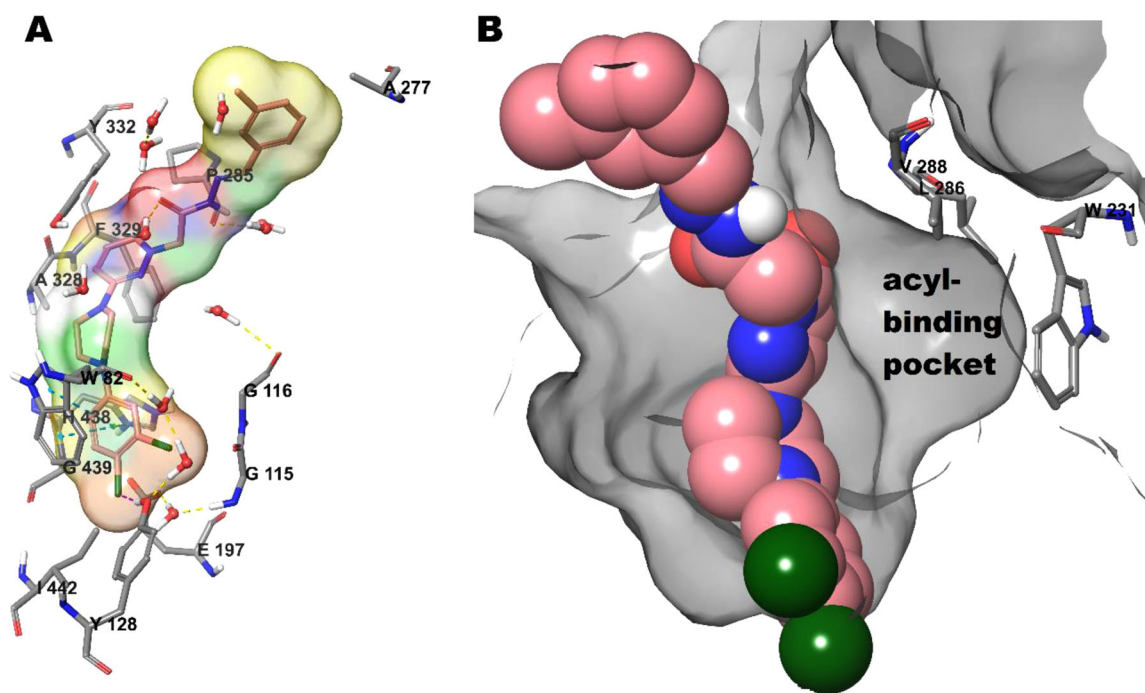 A
B
A 277
Y 332
P 285
F 329
A 328
W 82
G 116
H 438
G 439
G 115
E 197
I 442
Y 128
V 288
L 286
W 231
acyl-
binding
pocket